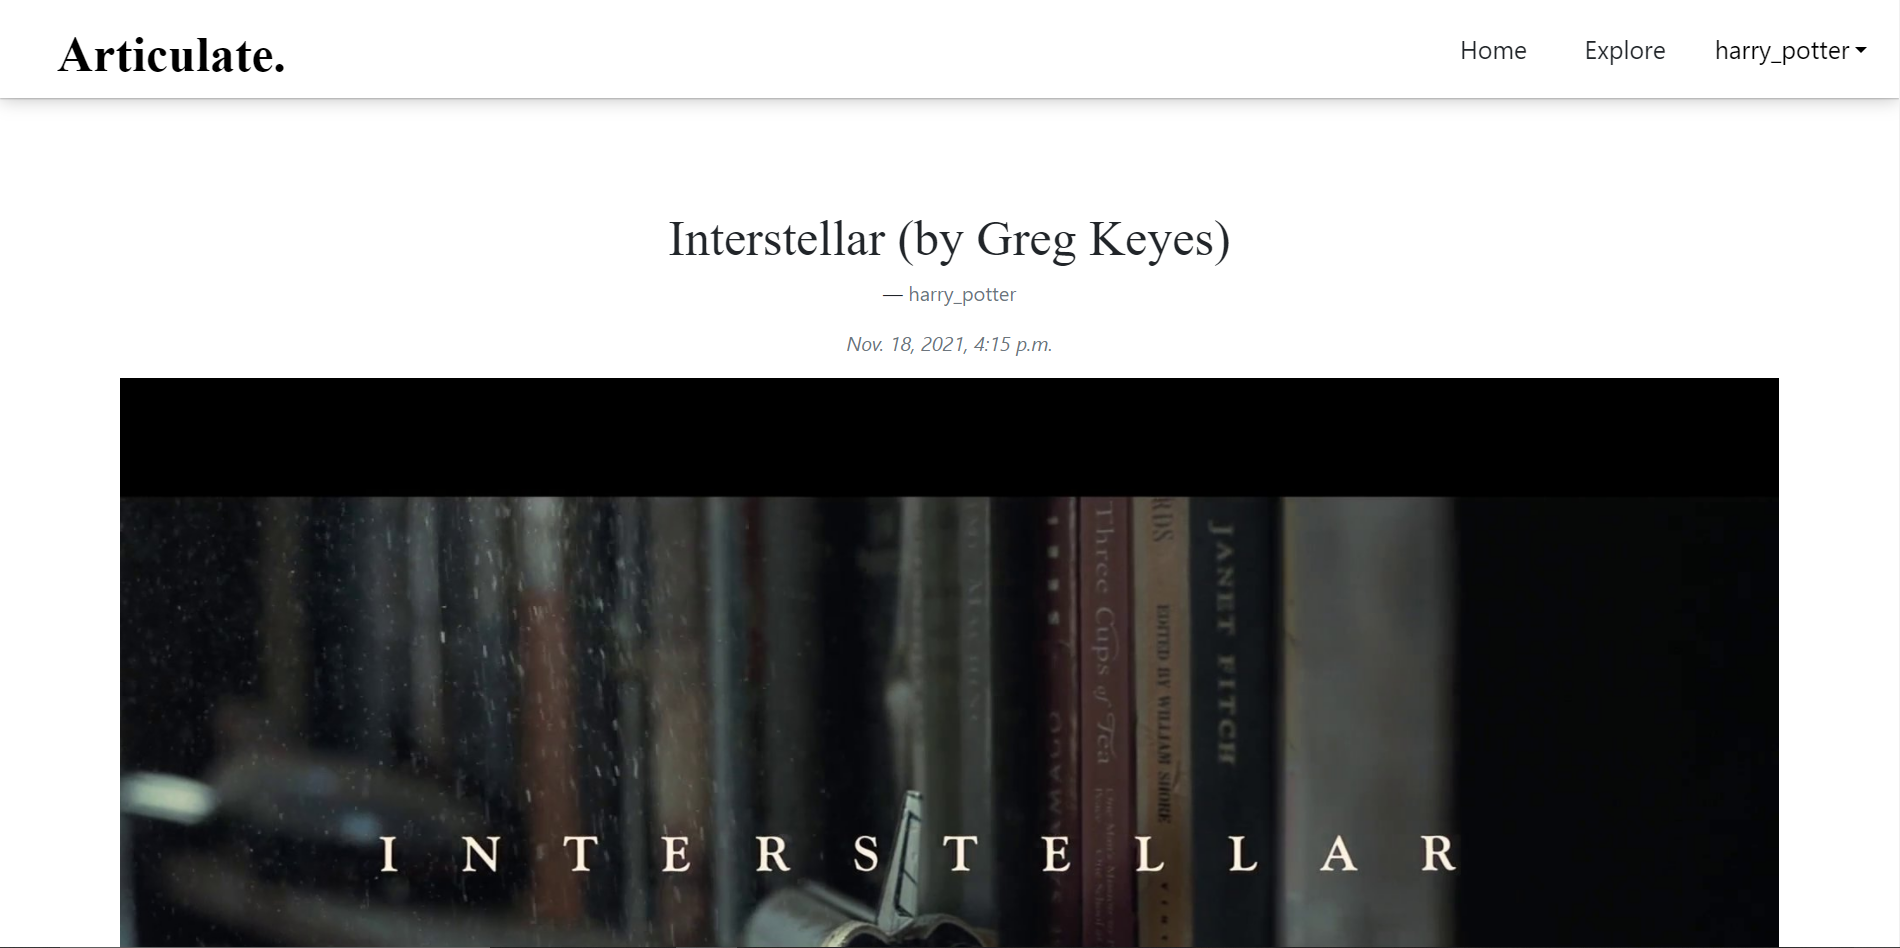 Articulate.
Home Explore harry_potter
Interstellar (by Greg Keyes)
— harry_potter
Nov. 18, 2021, 4:15 p.m.
Three Cups of Tea
RDS
EDITED BY WILLIAM SHORE
JANET FITCH
INTERSTELLAR